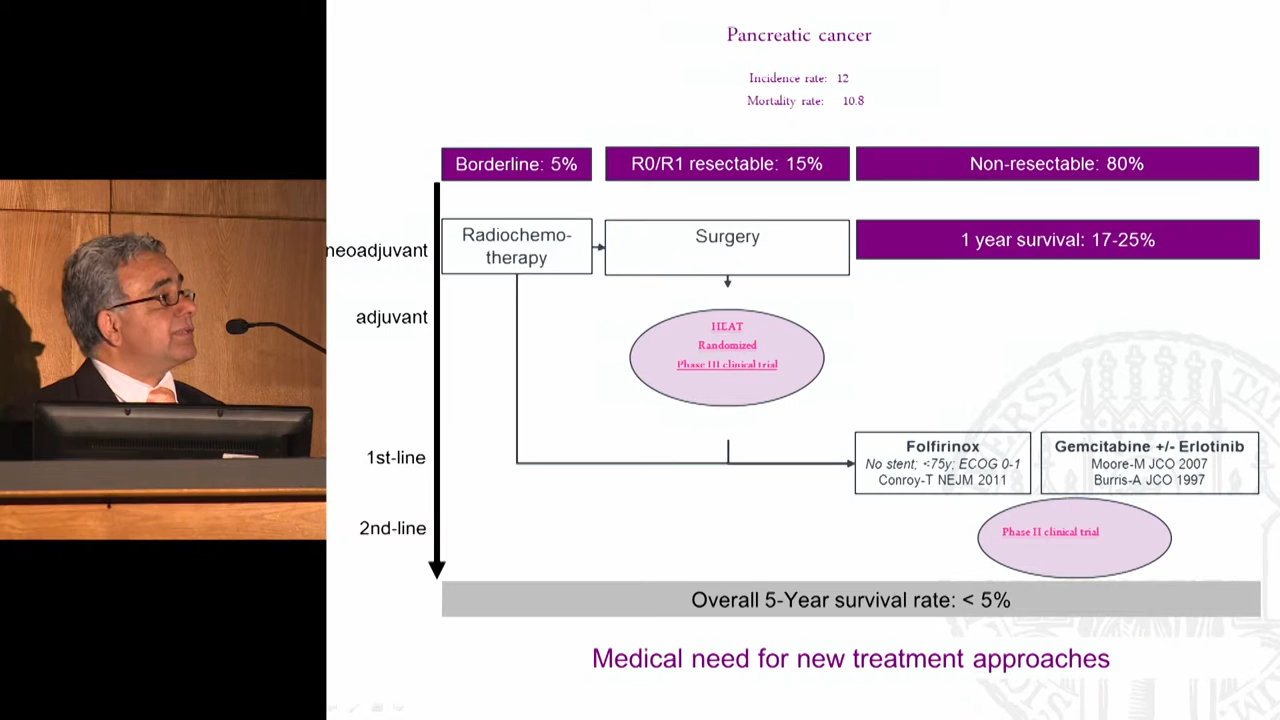 Pancreatic cancer
Incidence rate: 12
Mortality rate: 10.8
Borderline: 5%
R0/R1 resectable: 15%
Non-resectable: 80%
neoadjuvant
Radiochemo-
therapy
Surgery
1 year survival: 17-25%
adjuvant
HEAT
Randomized
Phase III clinical trial
1st-line
Folfirinox
No stent; <75y; ECOG 0-1
Conroy-T NEJM 2011
Gemcitabine +/- Erlotinib
Moore-M JCO 2007
Burris-A JCO 1997
2nd-line
Phase II clinical trial
Overall 5-Year survival rate: < 5%
Medical need for new treatment approaches